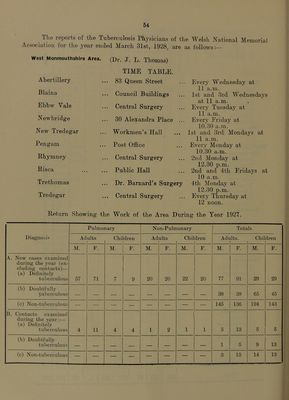 54
The reports of the Tuberculosis Physicians of the Welsh National Memorial
Association for the year ended March 31st, 1928, are as follows:—
West Monmouthshire Area. (Dr. J. L. Thomas)
TIME TABLE.
Abertillery ... 83 Queen Street ... Every Wednesday at
11 a.m.
Blaina ... Council Buildings ... 1st and 3rd Wednesdays
at 11 a.m.
Ebbw Vale ... Central Surgery ... Every Tuesday at
11 a.m.
Newbridge ... 30 Alexandra Place ... Every Friday at
10.30 a.m.
New Tredegar ... Workmen's Hall ... 1st and 3rd Mondays at
11 a.m.
Pengam ... Post Office ... Every Monday at
10.30 a.m.
Rhymney ... Central Surgery ... 2nd Monday at
12.30 p.m.
Risca ... Public Hall ... 2nd and 4th Fridays at
10 a.m.
Trethomas ... Dr. Barnard's Surgery 4th Monday at
12.30 p.m.
Tredegar ... Central Surgery ... Every Thursday at
12 noon.
Return Showing the Work of the Area During the Year 1927.
Diagnosis Pulmonary Non-Pulmonary Totals
Adults Children Adults Children Adults Children
M. F. M. F. M. F. M. F. M. F. M. F.
A. New cases examined
during the year (ex-
cluding contacts)—
(a) Definitely
tuberculous 57 71 7 9 20 20 22 20 77 91 29 29
(b) Doubtfully
tuberculous — — — — — — — — 39 39 65 65
(c) Non-tuberculous — — — — — — — — 145 136 104 143
B. Contacts examined
during the year:—
(a) Definitely
tuberculous 4 11 4 4 1 2 1 1 5 13 5 5
(b) Doubtfully
tuberculous — — — — — — — — 1 5 9 13
(c) Non-tuberculous — — — — — — — — 3 15 14 13